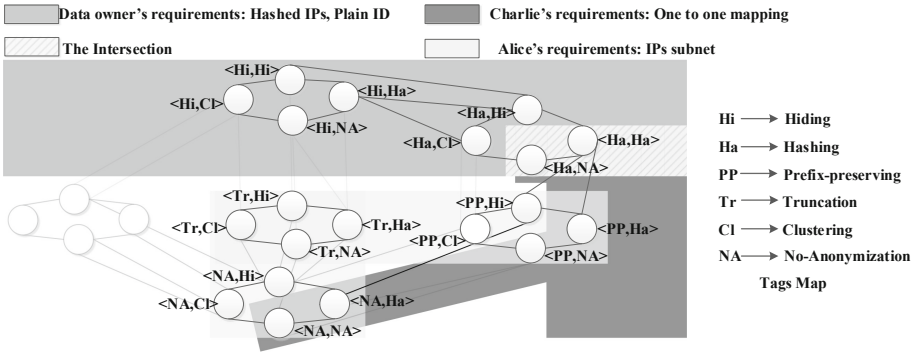 Data owner's requirements: Hashed IPs, Plain ID
Charlie's requirements: One to one mapping
The Intersection
Alice's requirements: IPs subnet
<Hi,Hi>
<Hi,Cl>
<Hi,Ha>
<Hi,NA>
<Ha,Hi>
<Ha,Cl>
<Ha,Ha>
<Ha,NA>
<Tr,Hi>
<Tr,Cl>
<Tr,Ha>
<Tr,NA>
<PP,Hi>
<PP,Cl>
<PP,Ha>
<PP,NA>
<NA,Hi>
<NA,Cl>
<NA,Ha>
<NA,NA>
Hi Hiding
Ha Hashing
PP Prefix-preserving
Tr Truncation
Cl Clustering
NA No-Anonymization
Tags Map